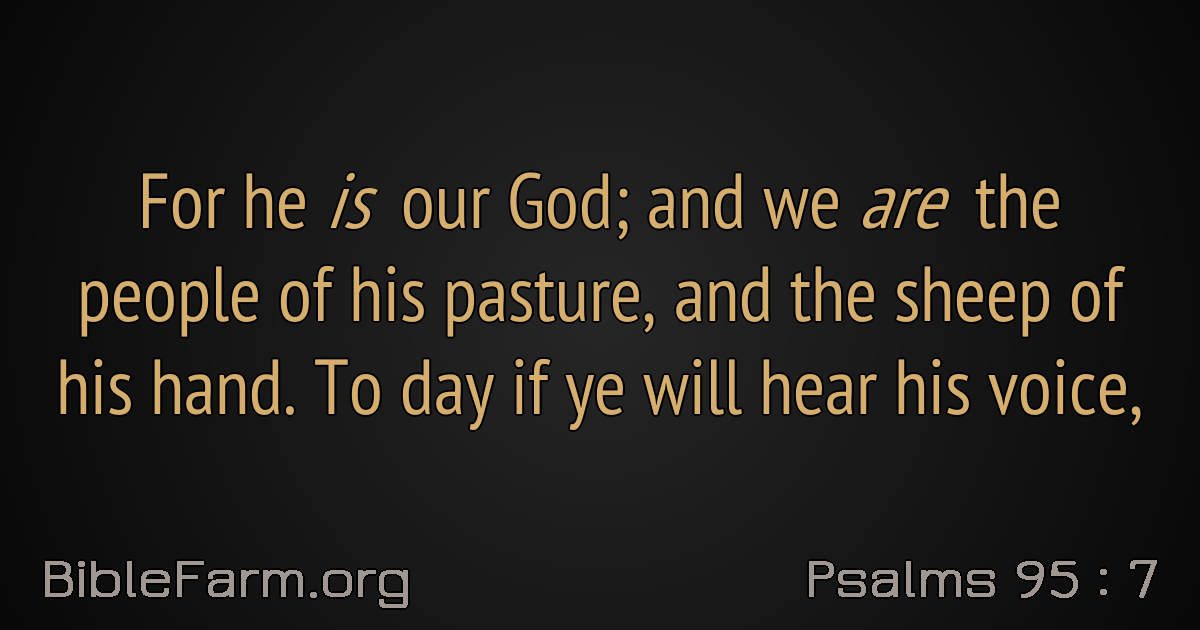 For he is our God; and we are the
people of his pasture, and the sheep of
his hand. To day if ye will hear his voice,
BibleFarm.org
Psalms 95 : 7